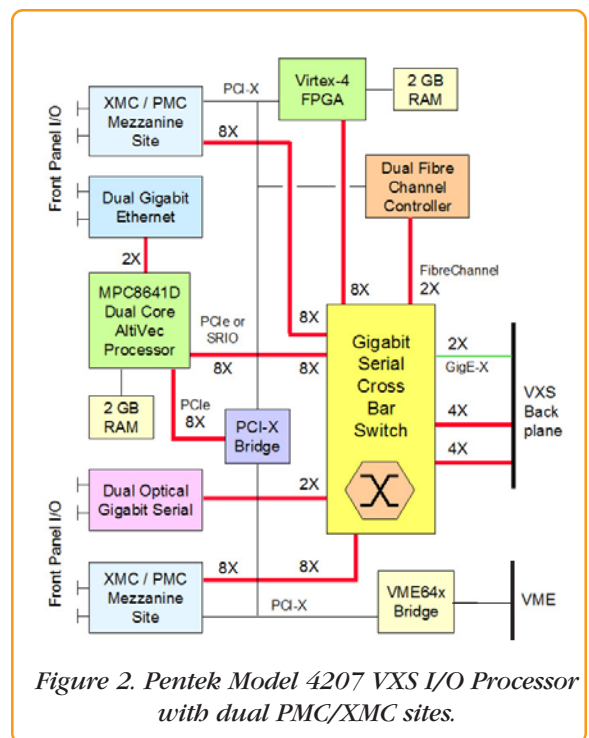 PCI-X
Virtex-4
FPGA
2 GB
RAM
XMC / PMC
Mezzanine
Site
8X
Front Panel I/O
Dual Fibre
Channel
Controller
Dual Gigabit
Ethernet
2X
FibreChannel
8X
2X
MPC8641D
Dual Core
AltiVec
Processor
PCIe or
SRIO
8X
8X
8X
Gigabit
Serial
Cross
Bar
Switch
2X
GigE-X
4X
4X
VXS
Back
plane
2 GB
RAM
PCIe
8X
PCI-X
Bridge
Dual Optical
Gigabit Serial
2X
Front Panel I/O
XMC / PMC
Mezzanine
Site
8X
8X
PCI-X
VME64x
Bridge
VME
Figure 2. Pentek Model 4207 VXS I/O Processor
with dual PMC/XMC sites.